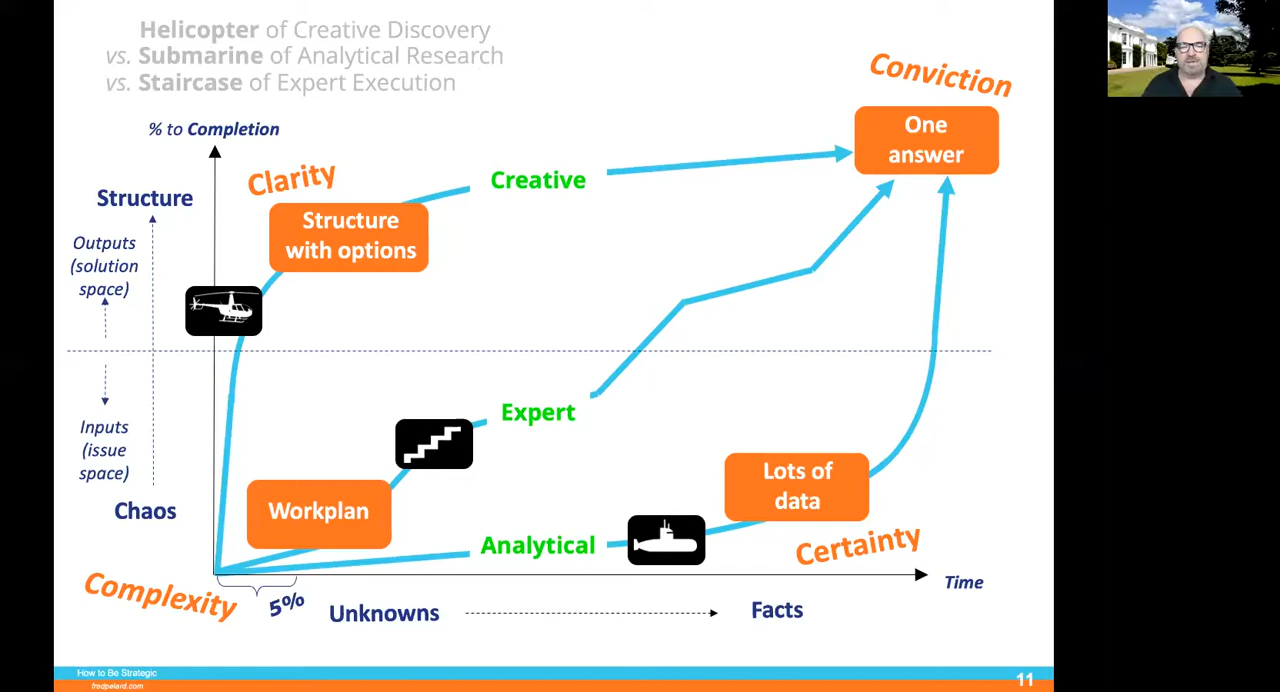 Helicopter of Creative Discovery
vs. Submarine of Analytical Research
vs. Staircase of Expert Execution
Conviction
% to Completion
One
answer
Clarity
Creative
Structure
Structure
with options
Outputs
(solution
space)
Expert
Inputs
(issue
space)
Lots of
data
Chaos
Workplan
Analytical
Certainty
Complexity
5%
Time
Unknowns
Facts
How to Be Strategic
fredpelard.com
11